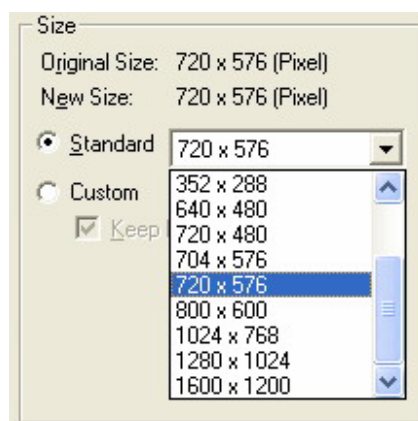 Size
Original Size: 720 x 576 (Pixel)
New Size: 720 x 576 (Pixel)
Standard 720 x 576
352 x 288
Custom 640 x 480
720 x 480
Keep
704 x 576
720 x 576
800 x 600
1024 x 768
1280 x 1024
1600 x 1200